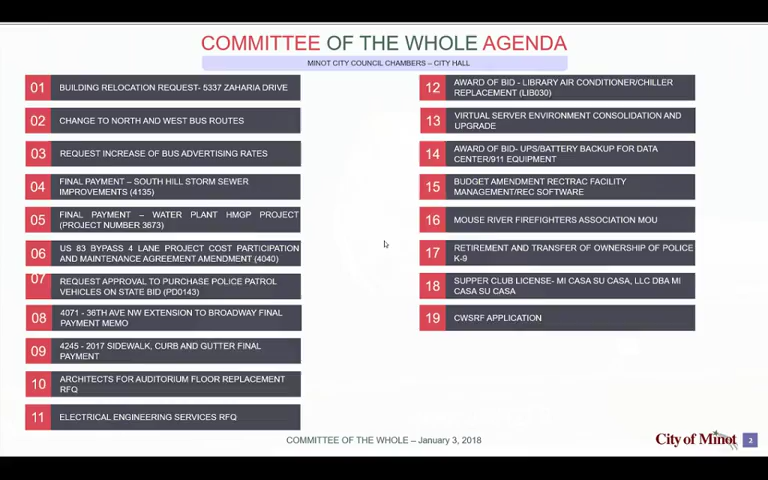 COMMITTEE OF THE WHOLE AGENDA
MINOT CITY COUNCIL CHAMBERS – CITY HALL
01 BUILDING RELOCATION REQUEST- 5337 ZAHARIA DRIVE
02 CHANGE TO NORTH AND WEST BUS ROUTES
03 REQUEST INCREASE OF BUS ADVERTISING RATES
04 FINAL PAYMENT – SOUTH HILL STORM SEWER
IMPROVEMENTS (4135)
05 FINAL PAYMENT – WATER PLANT HMGP PROJECT
(PROJECT NUMBER 3673)
06 US 83 BYPASS 4 LANE PROJECT COST PARTICIPATION
AND MAINTENANCE AGREEMENT AMENDMENT (4040)
07 REQUEST APPROVAL TO PURCHASE POLICE PATROL
VEHICLES ON STATE BID (PD0143)
08 4071 - 36TH AVE NW EXTENSION TO BROADWAY FINAL
PAYMENT MEMO
09 4245 - 2017 SIDEWALK, CURB AND GUTTER FINAL
PAYMENT
10 ARCHITECTS FOR AUDITORIUM FLOOR REPLACEMENT
RFQ
11 ELECTRICAL ENGINEERING SERVICES RFQ
12 AWARD OF BID - LIBRARY AIR CONDITIONER/CHILLER
REPLACEMENT (LIB030)
13 VIRTUAL SERVER ENVIRONMENT CONSOLIDATION AND
UPGRADE
14 AWARD OF BID- UPS/BATTERY BACKUP FOR DATA
CENTER/911 EQUIPMENT
15 BUDGET AMENDMENT RECTRAC FACILITY
MANAGEMENT/REC SOFTWARE
16 MOUSE RIVER FIREFIGHTERS ASSOCIATION MOU
17 RETIREMENT AND TRANSFER OF OWNERSHIP OF POLICE
K-9
18 SUPPER CLUB LICENSE- MI CASA SU CASA, LLC DBA MI
CASA SU CASA
19 CWSRF APPLICATION
COMMITTEE OF THE WHOLE – January 3, 2018
City of Minot
2